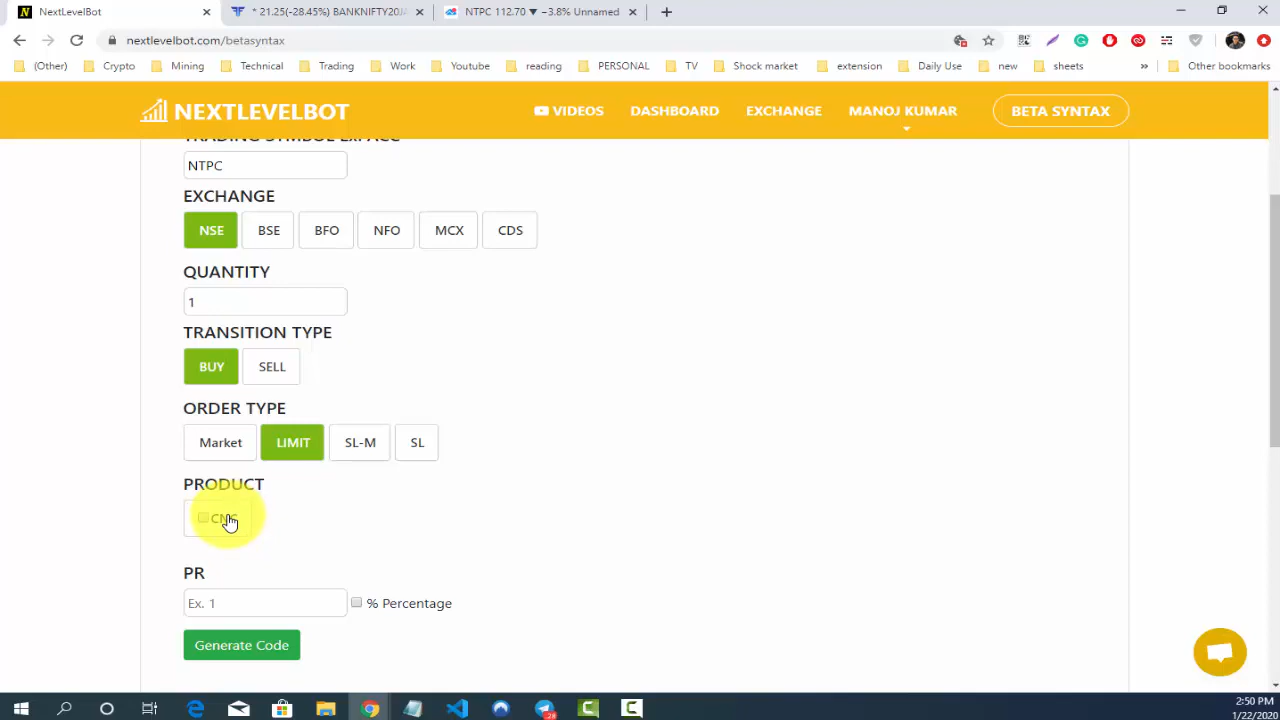 NextLevelBot
* 21.25(-28.45%) BANKNIFTY20JA
NTPC 112.70 ▼ −3.8% Unnamed
nextlevelbot.com/betasyntax
(Other)
Crypto
Mining
Technical
Trading
Work
Youtube
reading
PERSONAL
TV
Shock market
extension
Daily Use
new
sheets
»
Other bookmarks
NEXTLEVELBOT
VIDEOS
DASHBOARD
EXCHANGE
MANOJ KUMAR
BETA SYNTAX
NTPC
EXCHANGE
NSE BSE BFO NFO MCX CDS
QUANTITY
1
TRANSITION TYPE
BUY SELL
ORDER TYPE
Market LIMIT SL-M SL
PRODUCT
CNC
PR
Ex. 1
% Percentage
Generate Code
2:50 PM
1/22/2020